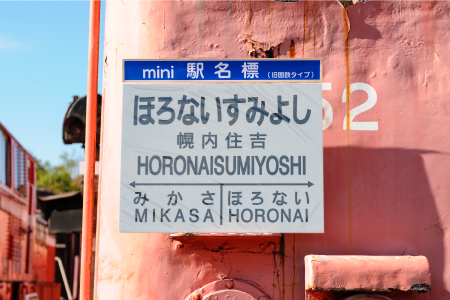 mini 駅名標 (旧国鉄タイプ)
ほろないすみよし
52
幌内住吉
HORONAISUMIYOSHI
みかさ ほろない
MIKASA HORONAI